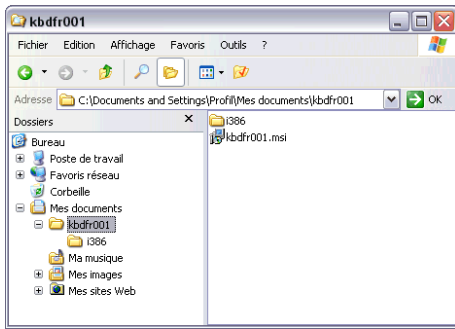 kbdfr001
Fichier Edition Affichage Favoris Outils ?
Adresse C:\Documents and Settings\Profil\Mes documents\kbdfr001 OK
Dossiers
Bureau
Poste de travail
Favoris réseau
Corbeille
Mes documents
kbdfr001
i386
Ma musique
Mes images
Mes sites Web
i386
kbdfr001.msi